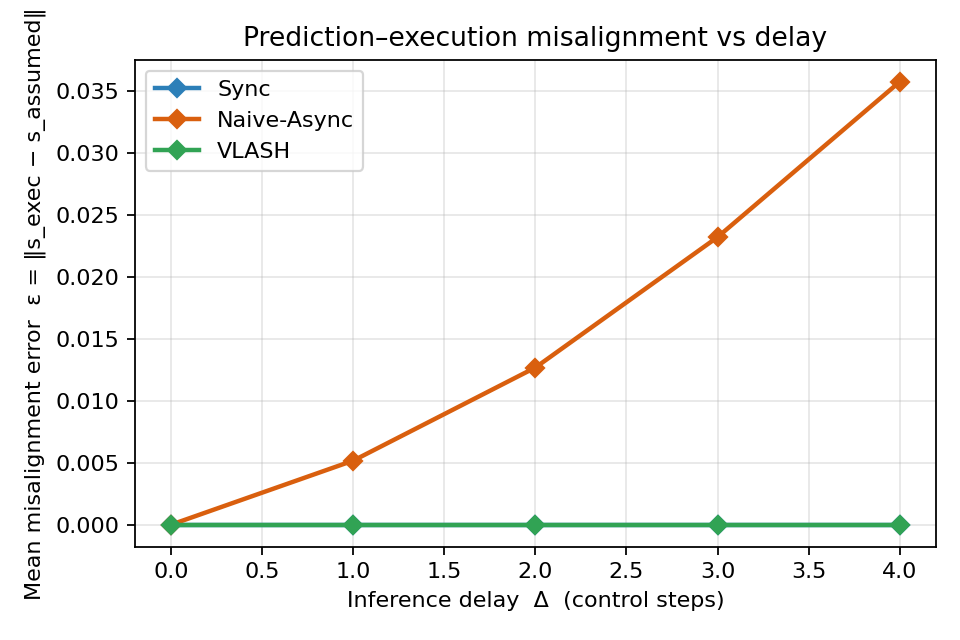 Prediction–execution misalignment vs delay
Mean misalignment error ε = ‖s_exec − s_assumed‖
Sync
Naive-Async
VLASH
0.035
0.030
0.025
0.020
0.015
0.010
0.005
0.000
0.0 0.5 1.0 1.5 2.0 2.5 3.0 3.5 4.0
Inference delay Δ (control steps)